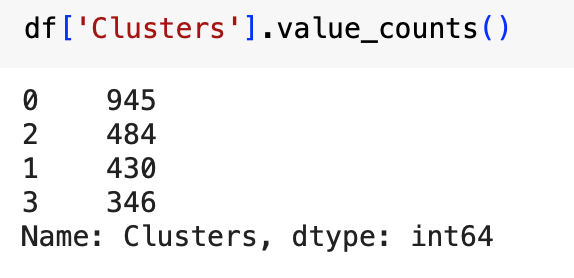 df['Clusters'].value_counts()
0    945
2    484
1    430
3    346
Name: Clusters, dtype: int64